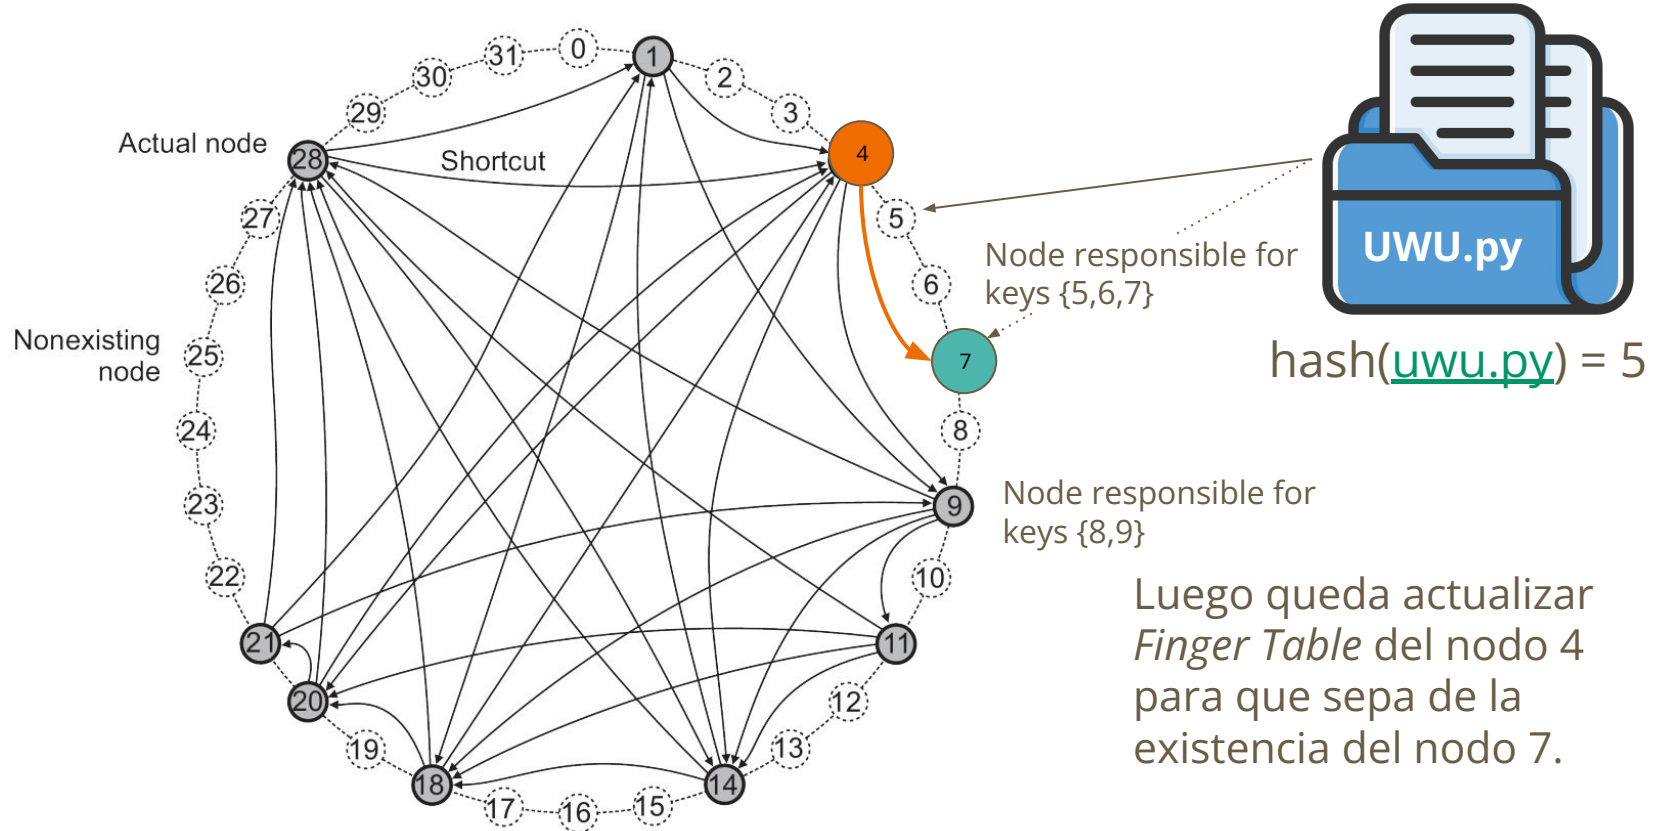 0
1
2
3
4
5
6
7
8
9
10
11
12
13
14
15
16
17
18
19
20
21
22
23
24
25
26
27
28
29
30
31
Actual node
Shortcut
Nonexisting
node
Node responsible for
keys {5,6,7}
UWU.py
hash(uwu.py) = 5
Node responsible for
keys {8,9}
Luego queda actualizar
Finger Table del nodo 4
para que sepa de la
existencia del nodo 7.